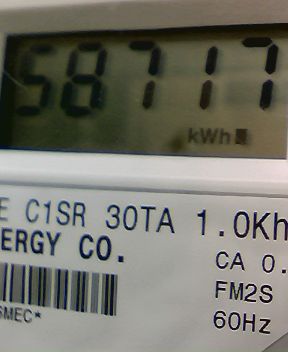 58717
kWh
E C1SR 30TA 1.0Kh
ERGY CO.
CA 0.
FM2S
SMEC*
60Hz